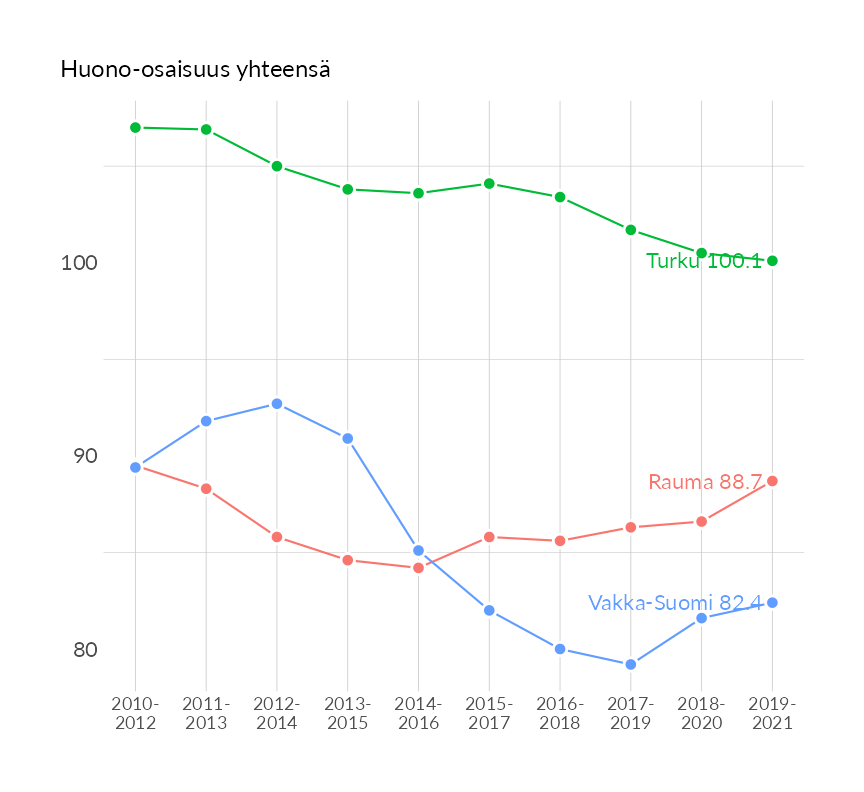 Huono-osaisuus yhteensä
100
Turku 100.1
90
Rauma 88.7
Vakka-Suomi 82.4
80
2010- 2011- 2012- 2013- 2014- 2015- 2016- 2017- 2018- 2019-
2012 2013 2014 2015 2016 2017 2018 2019 2020 2021